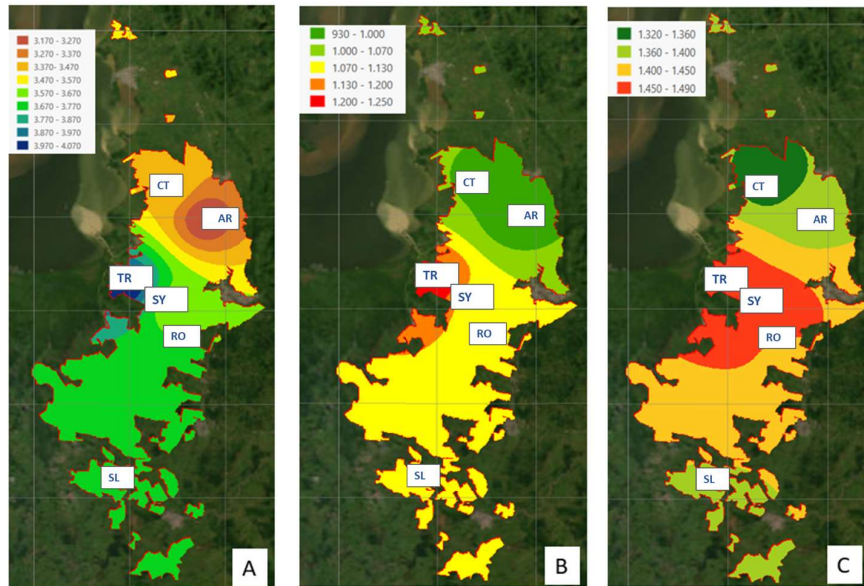 3.170 - 3.270
3.270 - 3.370
3.370 - 3.470
3.470 - 3.570
3.570 - 3.670
3.670 - 3.770
3.770 - 3.870
3.870 - 3.970
3.970 - 4.070
CT
AR
TR
SY
RO
SL
A
930 - 1.000
1.000 - 1.070
1.070 - 1.130
1.130 - 1.200
1.200 - 1.250
CT
AR
TR
SY
RO
SL
B
1.320 - 1.360
1.360 - 1.400
1.400 - 1.450
1.450 - 1.490
CT
AR
TR
SY
RO
SL
C